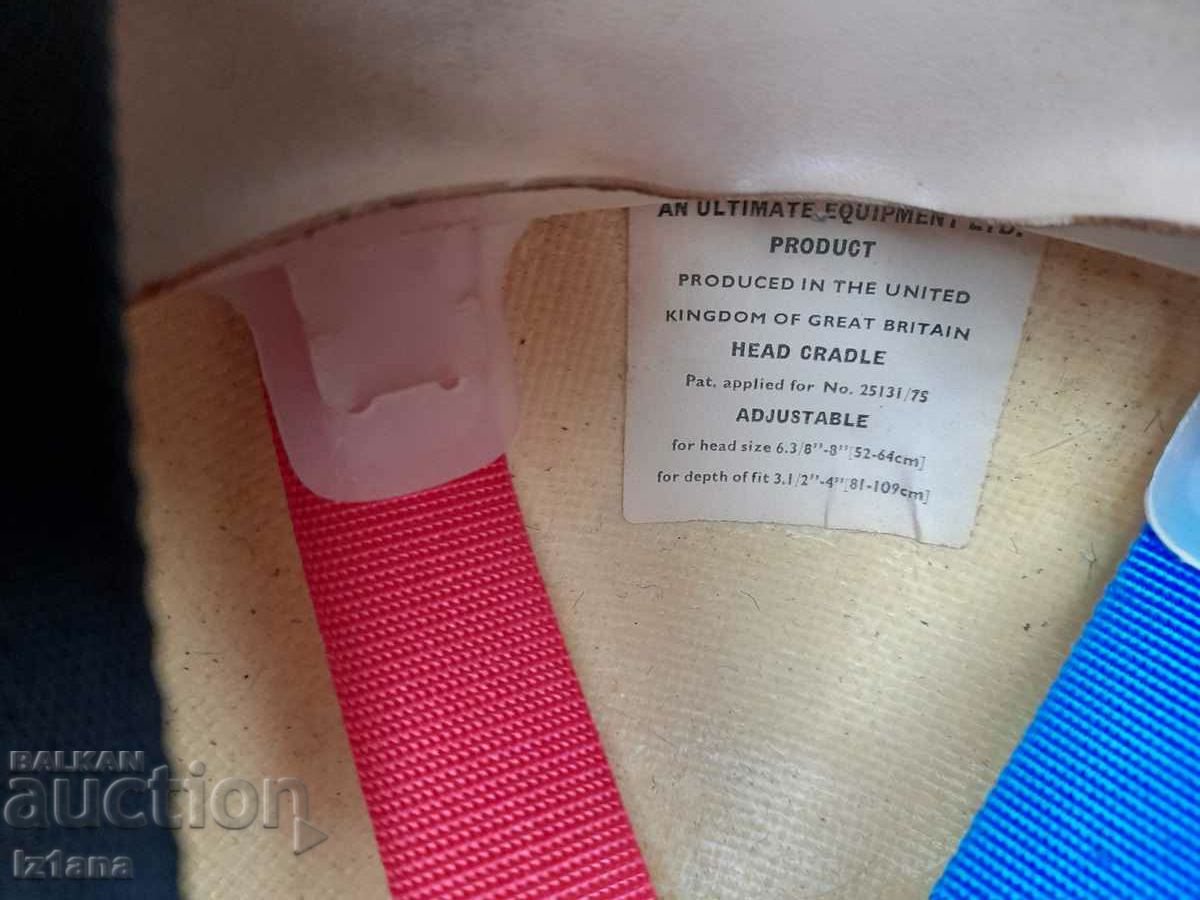 AN ULTIMATE EQUIPMENT LTD.
PRODUCT
PRODUCED IN THE UNITED
KINGDOM OF GREAT BRITAIN
HEAD CRADLE
Pat. applied for No. 25131/75
ADJUSTABLE
for head size 6.3/8"-8"[52-64cm]
for depth of fit 3.1/2"-4"[81-109cm]
BALKAN
auction
Iz1ana